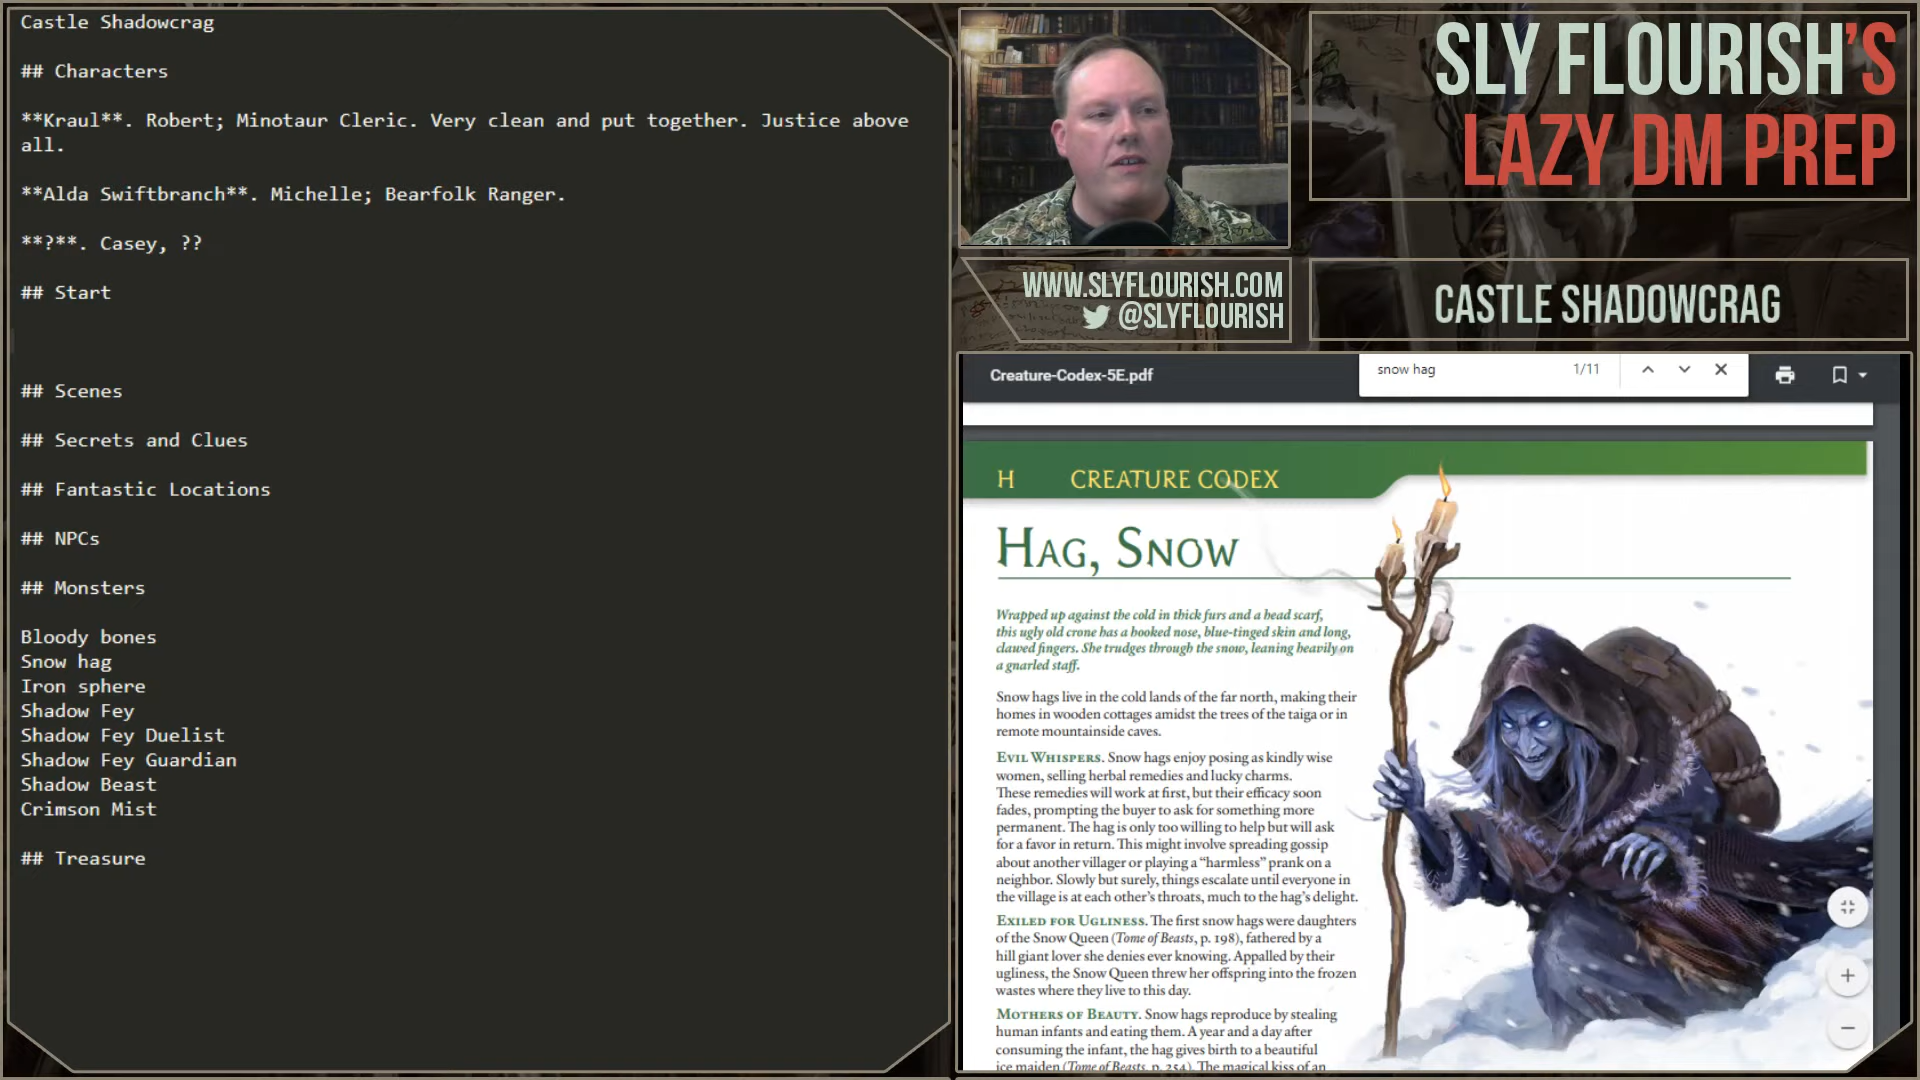 Castle Shadowcrag
## Characters
**Kraul**. Robert; Minotaur Cleric. Very clean and put together. Justice above
all.
**Alda Swiftbranch**. Michelle; Bearfolk Ranger.
**?**. Casey, ??
## Start
## Scenes
## Secrets and Clues
## Fantastic Locations
## NPCs
## Monsters
Bloody bones
Snow hag
Iron sphere
Shadow Fey
Shadow Fey Duelist
Shadow Fey Guardian
Shadow Beast
Crimson Mist
## Treasure
SLY FLOURISH'S
LAZY DM PREP
WWW.SLYFLOURISH.COM
@SLYFLOURISH
CASTLE SHADOWCRAG
Creature-Codex-5E.pdf
snow hag
1/11
H CREATURE CODEX
HAG, SNOW
Wrapped up against the cold in thick furs and a head scarf,
this ugly old crone has a hooked nose, blue-tinged skin and long,
clawed fingers. She trudges through the snow, leaning heavily on
a gnarled staff.
Snow hags live in the cold lands of the far north, making their
homes in wooden cottages amidst the trees of the taiga or in
remote mountainside caves.
EVIL WHISPERS. Snow hags enjoy posing as kindly wise
women, selling herbal remedies and lucky charms.
These remedies will work at first, but their efficacy soon
fades, prompting the buyer to ask for something more
permanent. The hag is only too willing to help but will ask
for a favor in return. This might involve spreading gossip
about another villager or playing a "harmless" prank on a
neighbor. Slowly but surely, things escalate until everyone in
the village is at each other's throats, much to the hag's delight.
EXILED FOR UGLINESS. The first snow hags were daughters
of the Snow Queen (Tome of Beasts, p. 198), fathered by a
hill giant lover she denies ever knowing. Appalled by their
ugliness, the Snow Queen threw her offspring into the frozen
wastes where they live to this day.
MOTHERS OF BEAUTY. Snow hags reproduce by stealing
human infants and eating them. A year and a day after
consuming the infant, the hag gives birth to a beautiful
ice maiden (Tome of Beasts, p. 254). The magical kiss of an